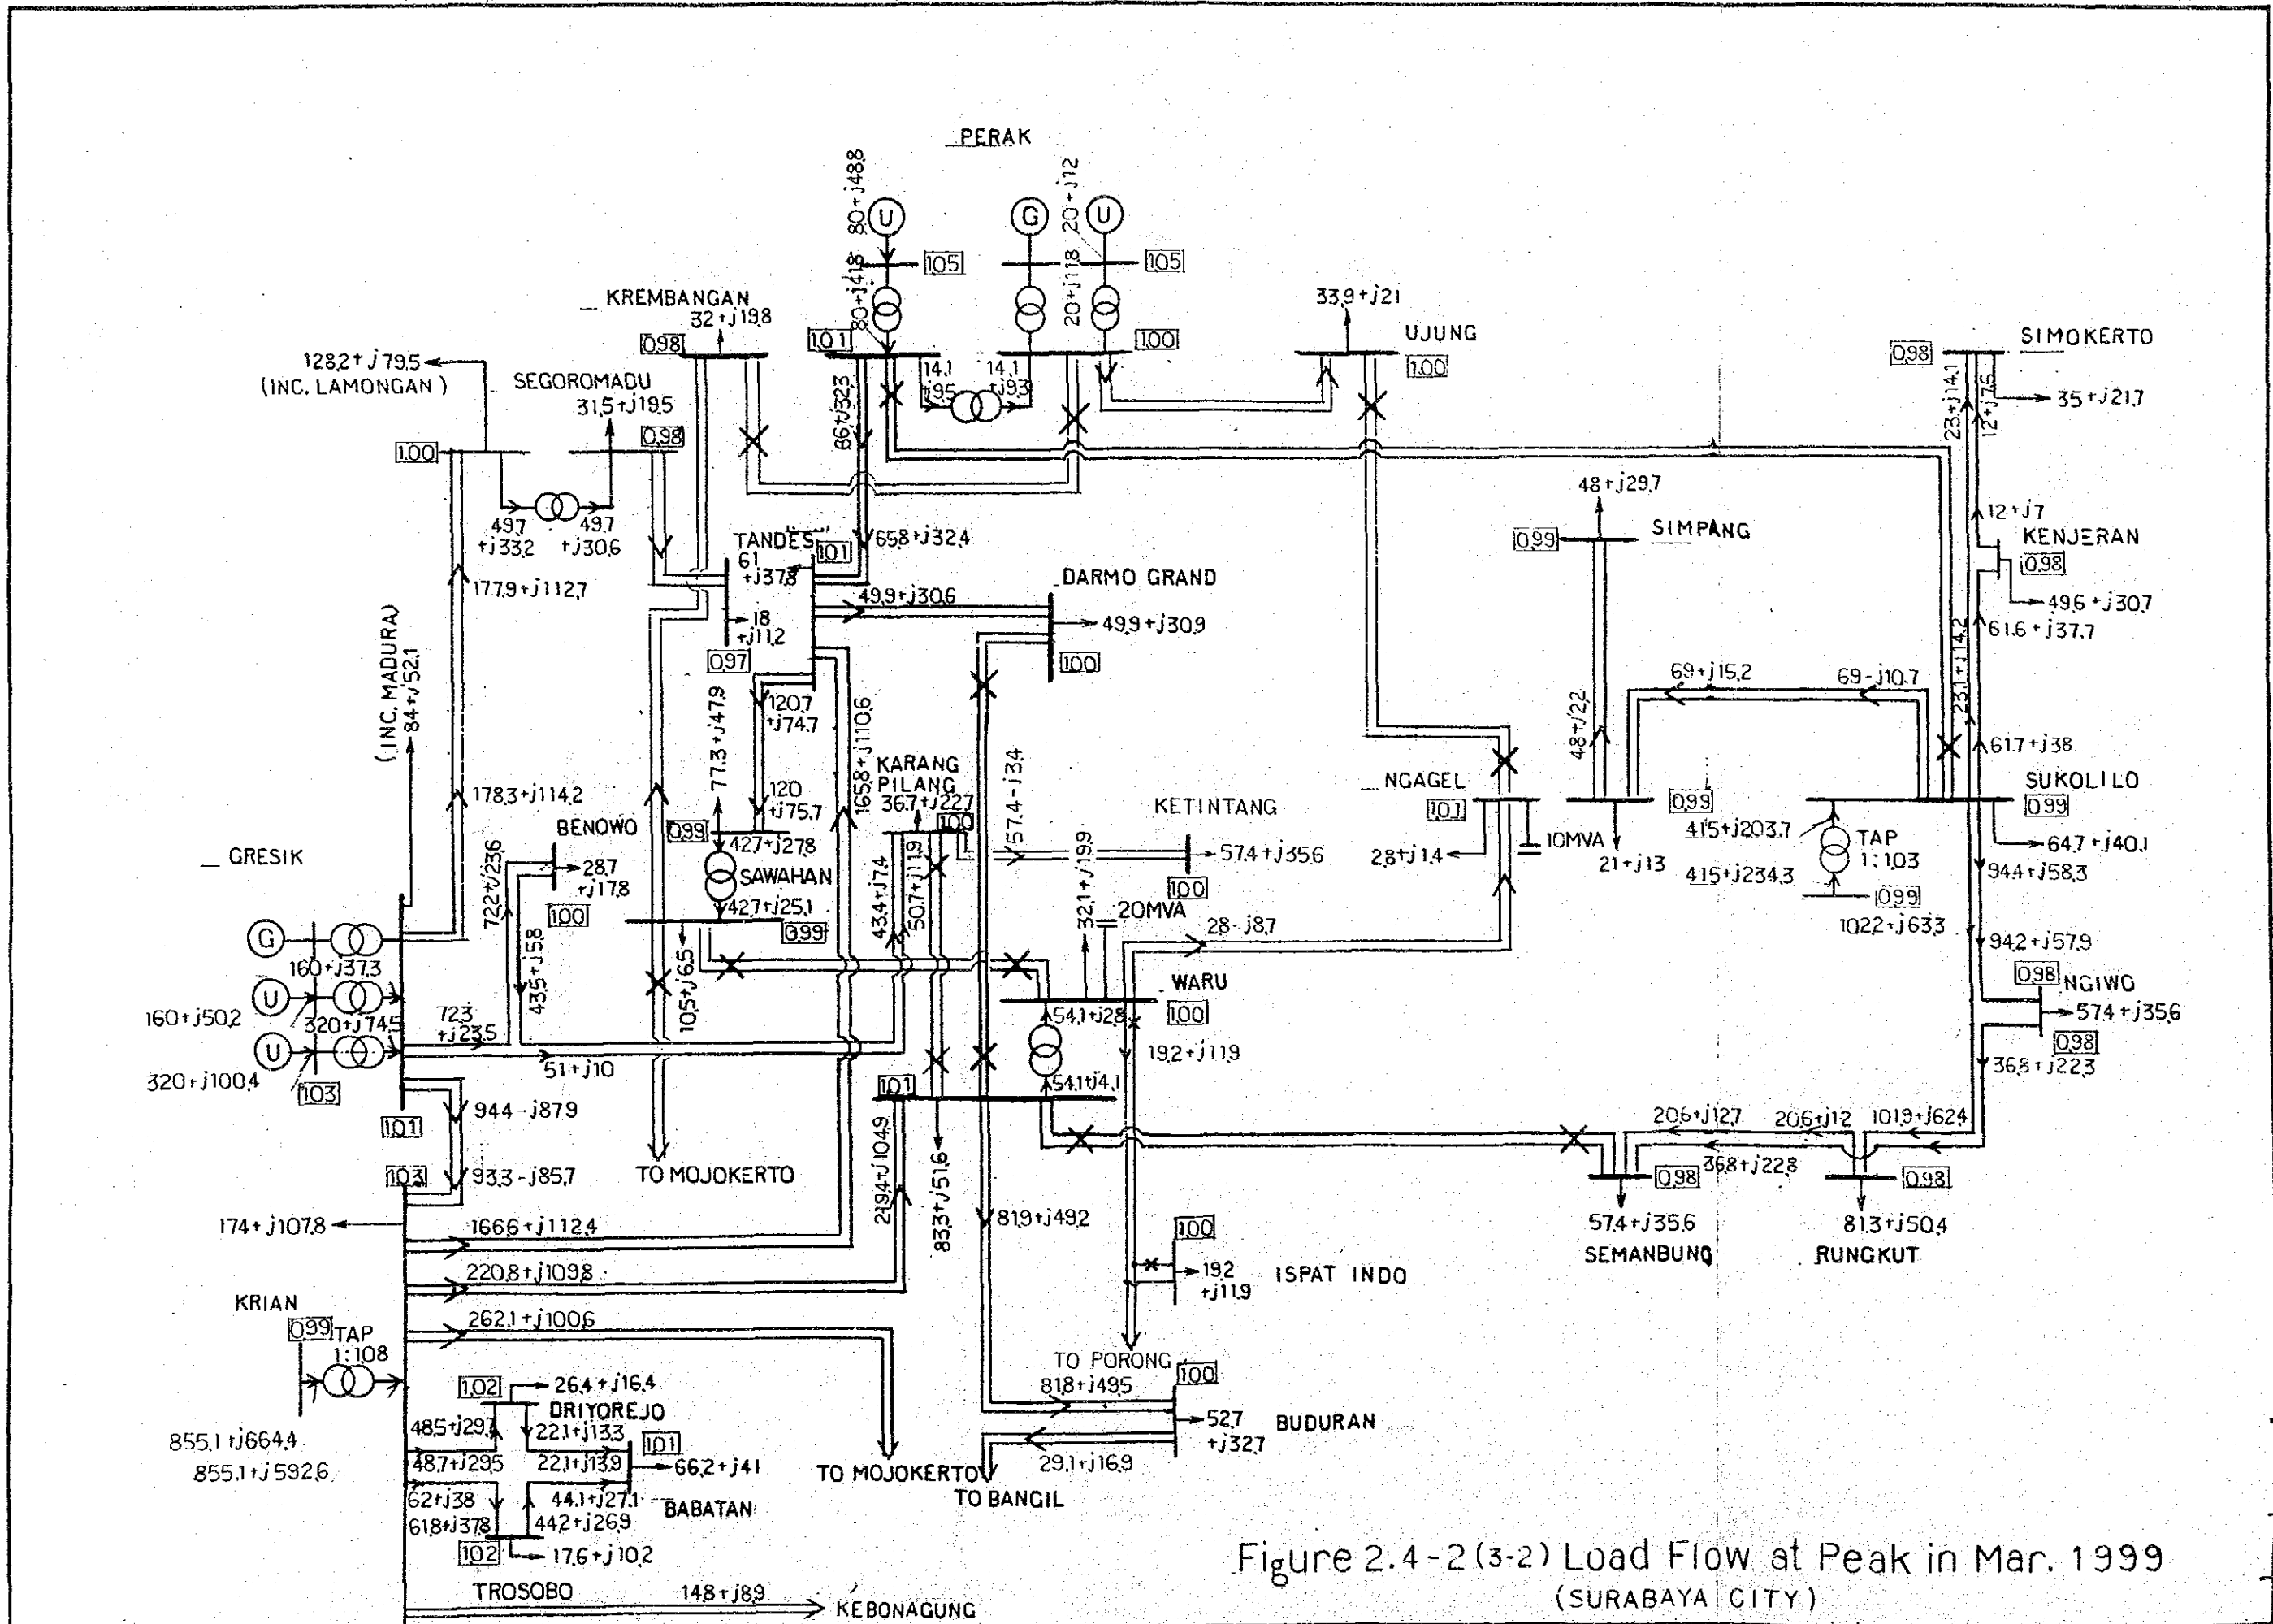 PERAK
80+j48.8
20+j12
U
G
U
105
105
80+j41.8
20+j11.8
KREMBANGAN
32+j19.8
0.98
1.01
1.00
33.9+j21
UJUNG
1.00
SIMOKERTO
0.98
35+j21.7
23+j14.1
12+j7.6
128.2+j79.5
(INC. LAMONGAN)
SEGOROMADU
31.5+j19.5
0.98
1.00
14.1
+j9.5
14.1
+j9.3
66+j32.3
49.7
+j33.2
49.7
+j30.6
48+j29.7
0.99
SIMPANG
12+j7
KENJERAN
0.98
49.6+j30.7
61.6+j37.7
TANDES
1.01
61
+j37.8
65.8+j32.4
DARMO GRAND
49.9+j30.6
49.9+j30.9
1.00
18
+j11.2
0.97
177.9+j112.7
(INC. MADURA)
84+j52.1
23.1+j14.2
69+j15.2
69-j10.7
48+j2.2
61.7+j38
SUKOLILO
0.99
120.7
+j74.7
77.3+j47.9
165.8+j110.6
178.3+j114.2
120
+j75.7
KARANG
PILANG
36.7+j22.7
1.00
57.4-j3.4
KETINTANG
57.4+j35.6
1.00
NGAGEL
1.01
10MVA
2.8+j1.4
0.99
21+j13
415+j203.7
TAP
1:1.03
415+j234.3
0.99
102.2+j63.3
64.7+j40.1
94.4+j58.3
94.2+j57.9
BENOWO
28.7
+j17.8
1.00
0.99
42.7+j27.8
SAWAHAN
42.7+j25.1
0.99
GRESIK
72.2+j23.6
43.5+j5.8
43.4+j7.4
50.7+j11.9
32.1+j19.9
20MVA
28-j8.7
10.5+j6.5
G
160+j37.3
U
160+j50.2
320+j74.5
U
320+j100.4
1.03
72.3
+j23.5
51+j10
WARU
1.00
54.1+j2.8
54.1+j4.1
19.2+j11.9
1.01
0.98
NGIWO
57.4+j35.6
0.98
36.8+j22.3
94.4-j87.9
1.01
93.3-j85.7
1.03
TO MOJOKERTO
219.4+j104.9
83.3+j51.6
20.6+j12.7
20.6+j12
101.9+j62.4
36.8+j22.8
0.98
0.98
57.4+j35.6
SEMANBUNG
81.3+j50.4
RUNGKUT
174+j107.8
166.6+j112.4
81.9+j49.2
220.8+j109.8
1.00
19.2
+j11.9
ISPAT INDO
KRIAN
0.99
TAP
1:1.08
262.1+j100.6
TO PORONG
1.00
81.8+j49.5
52.7
+j32.7
BUDURAN
29.1+j16.9
855.1+j664.4
855.1+j592.6
1.02
26.4+j16.4
DRIYOREJO
48.5+j29.7
22.1+j13.3
1.01
48.7+j29.5
22.1+j13.9
66.2+j41
62+j38
44.1+j27.1
BABATAN
61.8+j37.8
44.2+j26.9
1.02
17.6+j10.2
TROSOBO
TO MOJOKERTO
TO BANGIL
148+j8.9
KEBONAGUNG
Figure 2.4-2(3-2) Load Flow at Peak in Mar. 1999
(SURABAYA CITY)